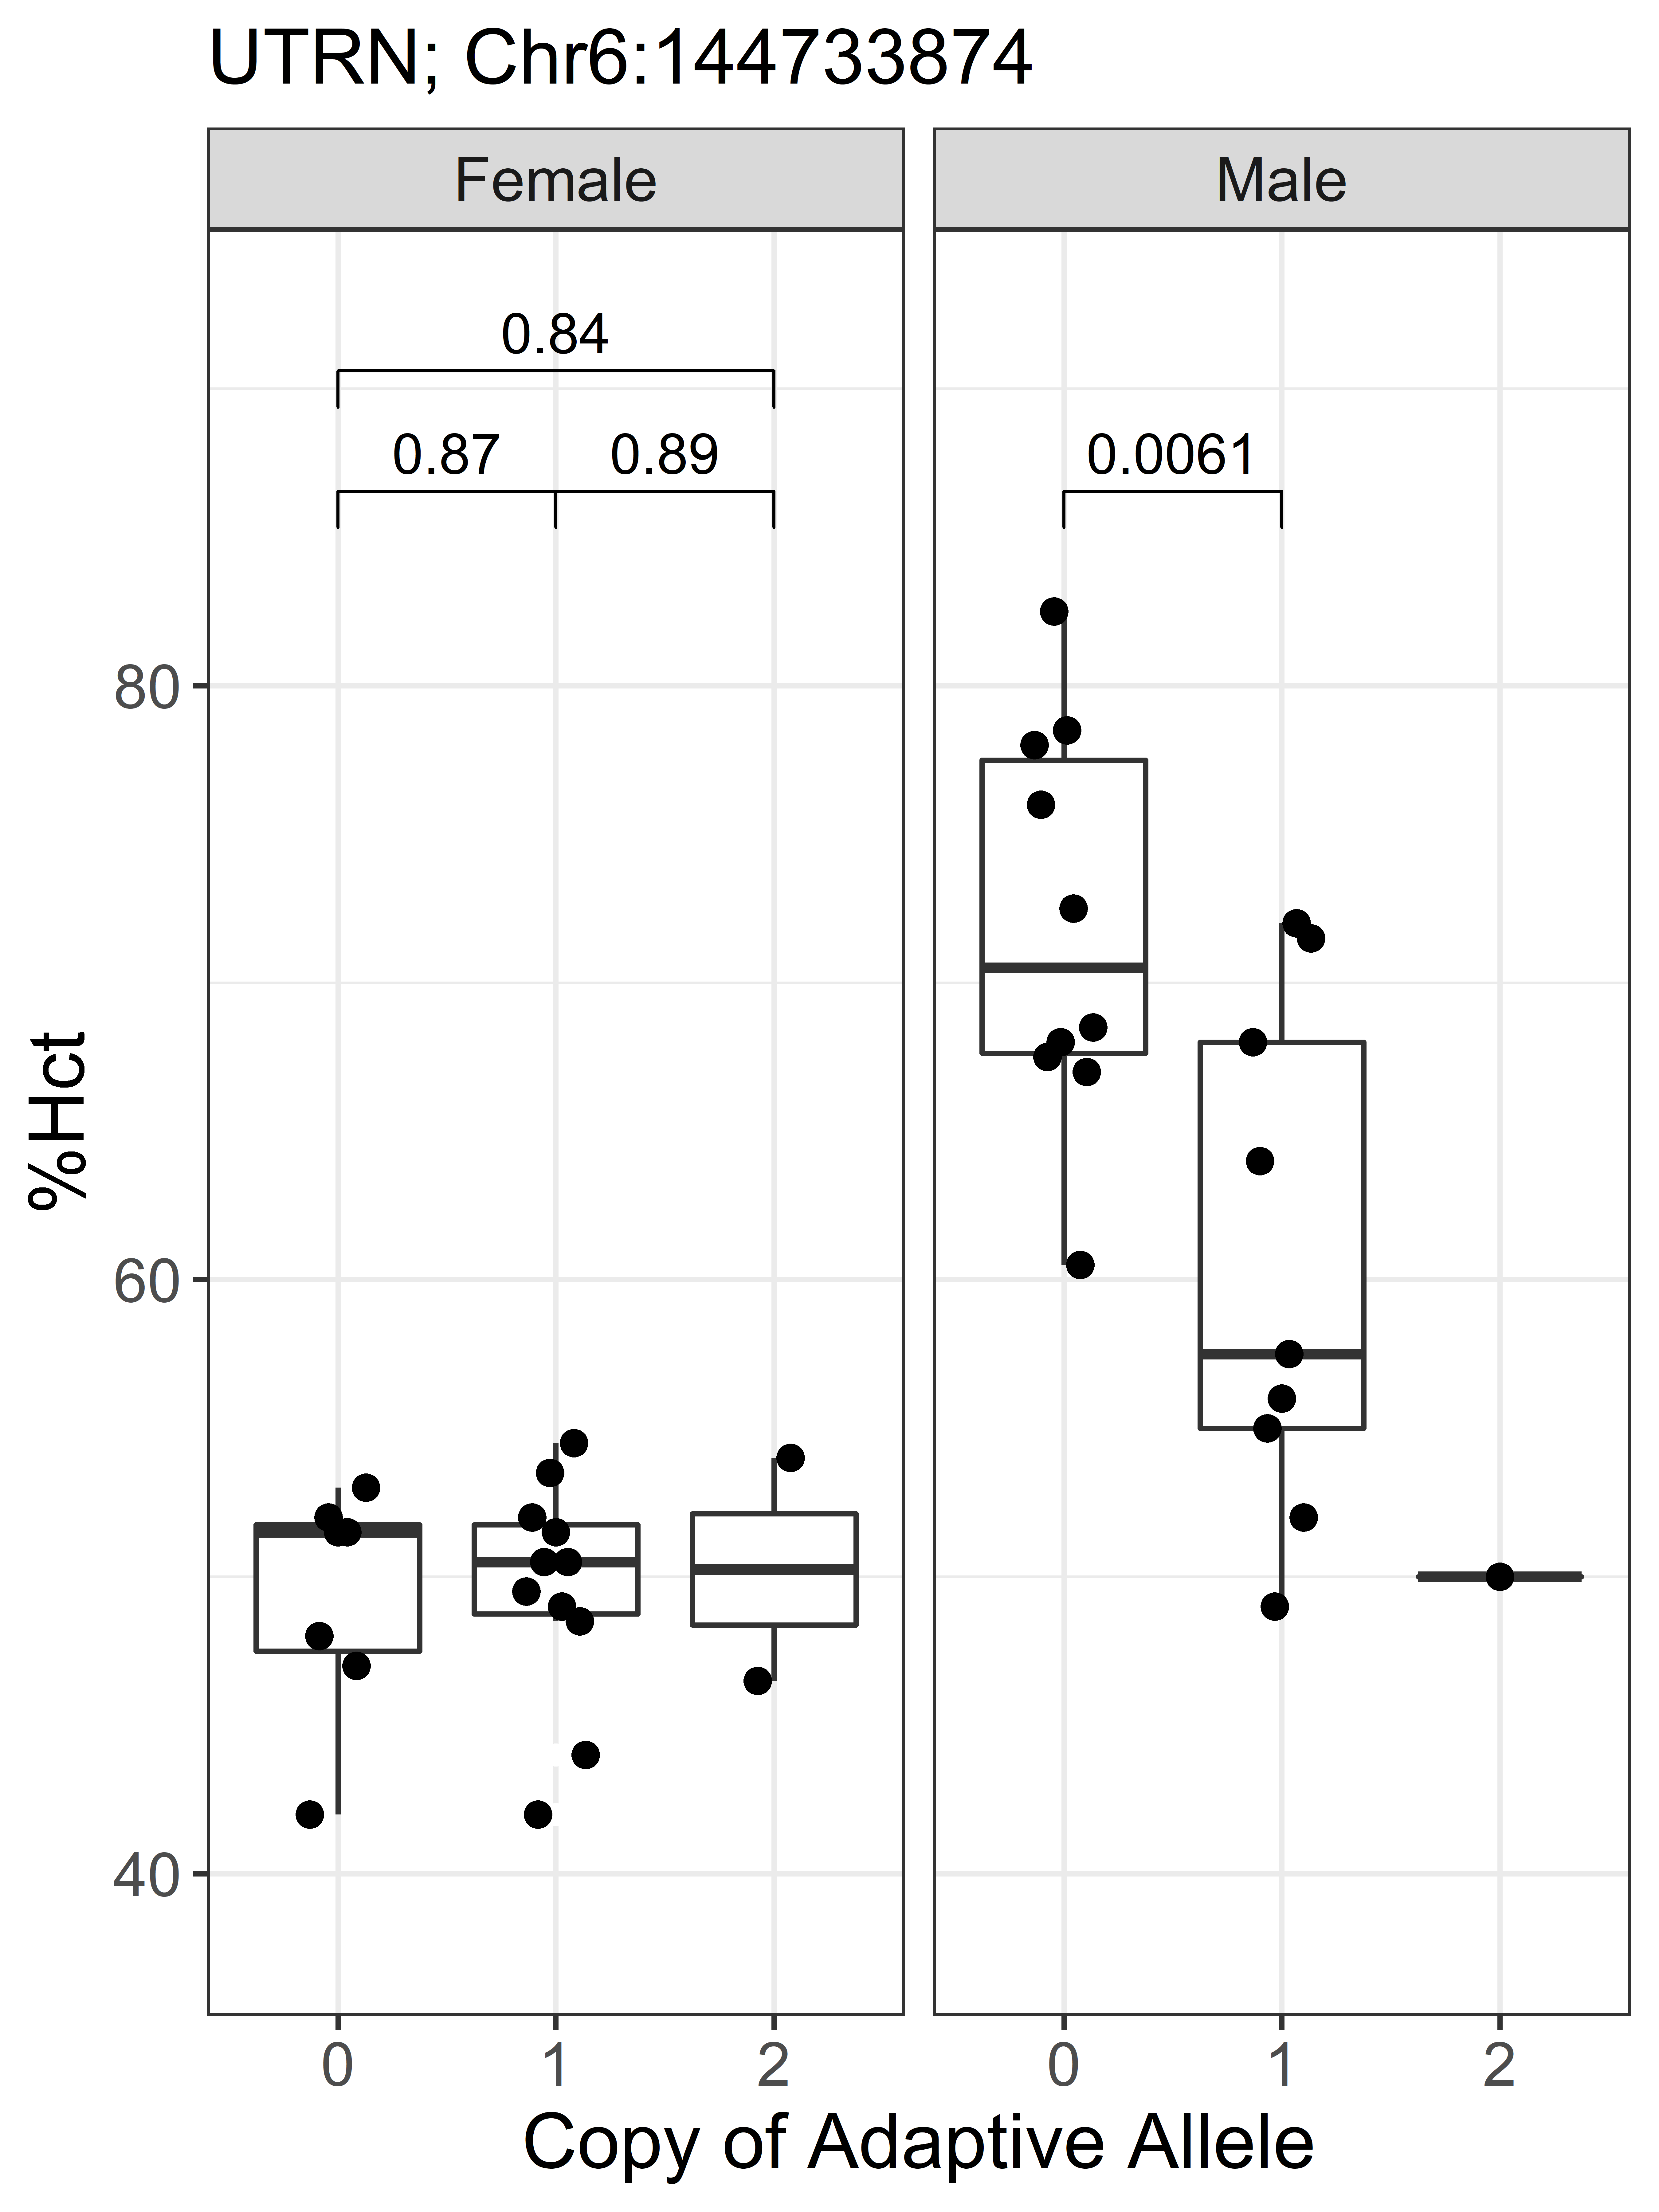 UTRN; Chr6:144733874
Female
Male
0.84
0.87
0.89
0.0061
80
60
40
%Hct
0 1 2
0 1 2
Copy of Adaptive Allele